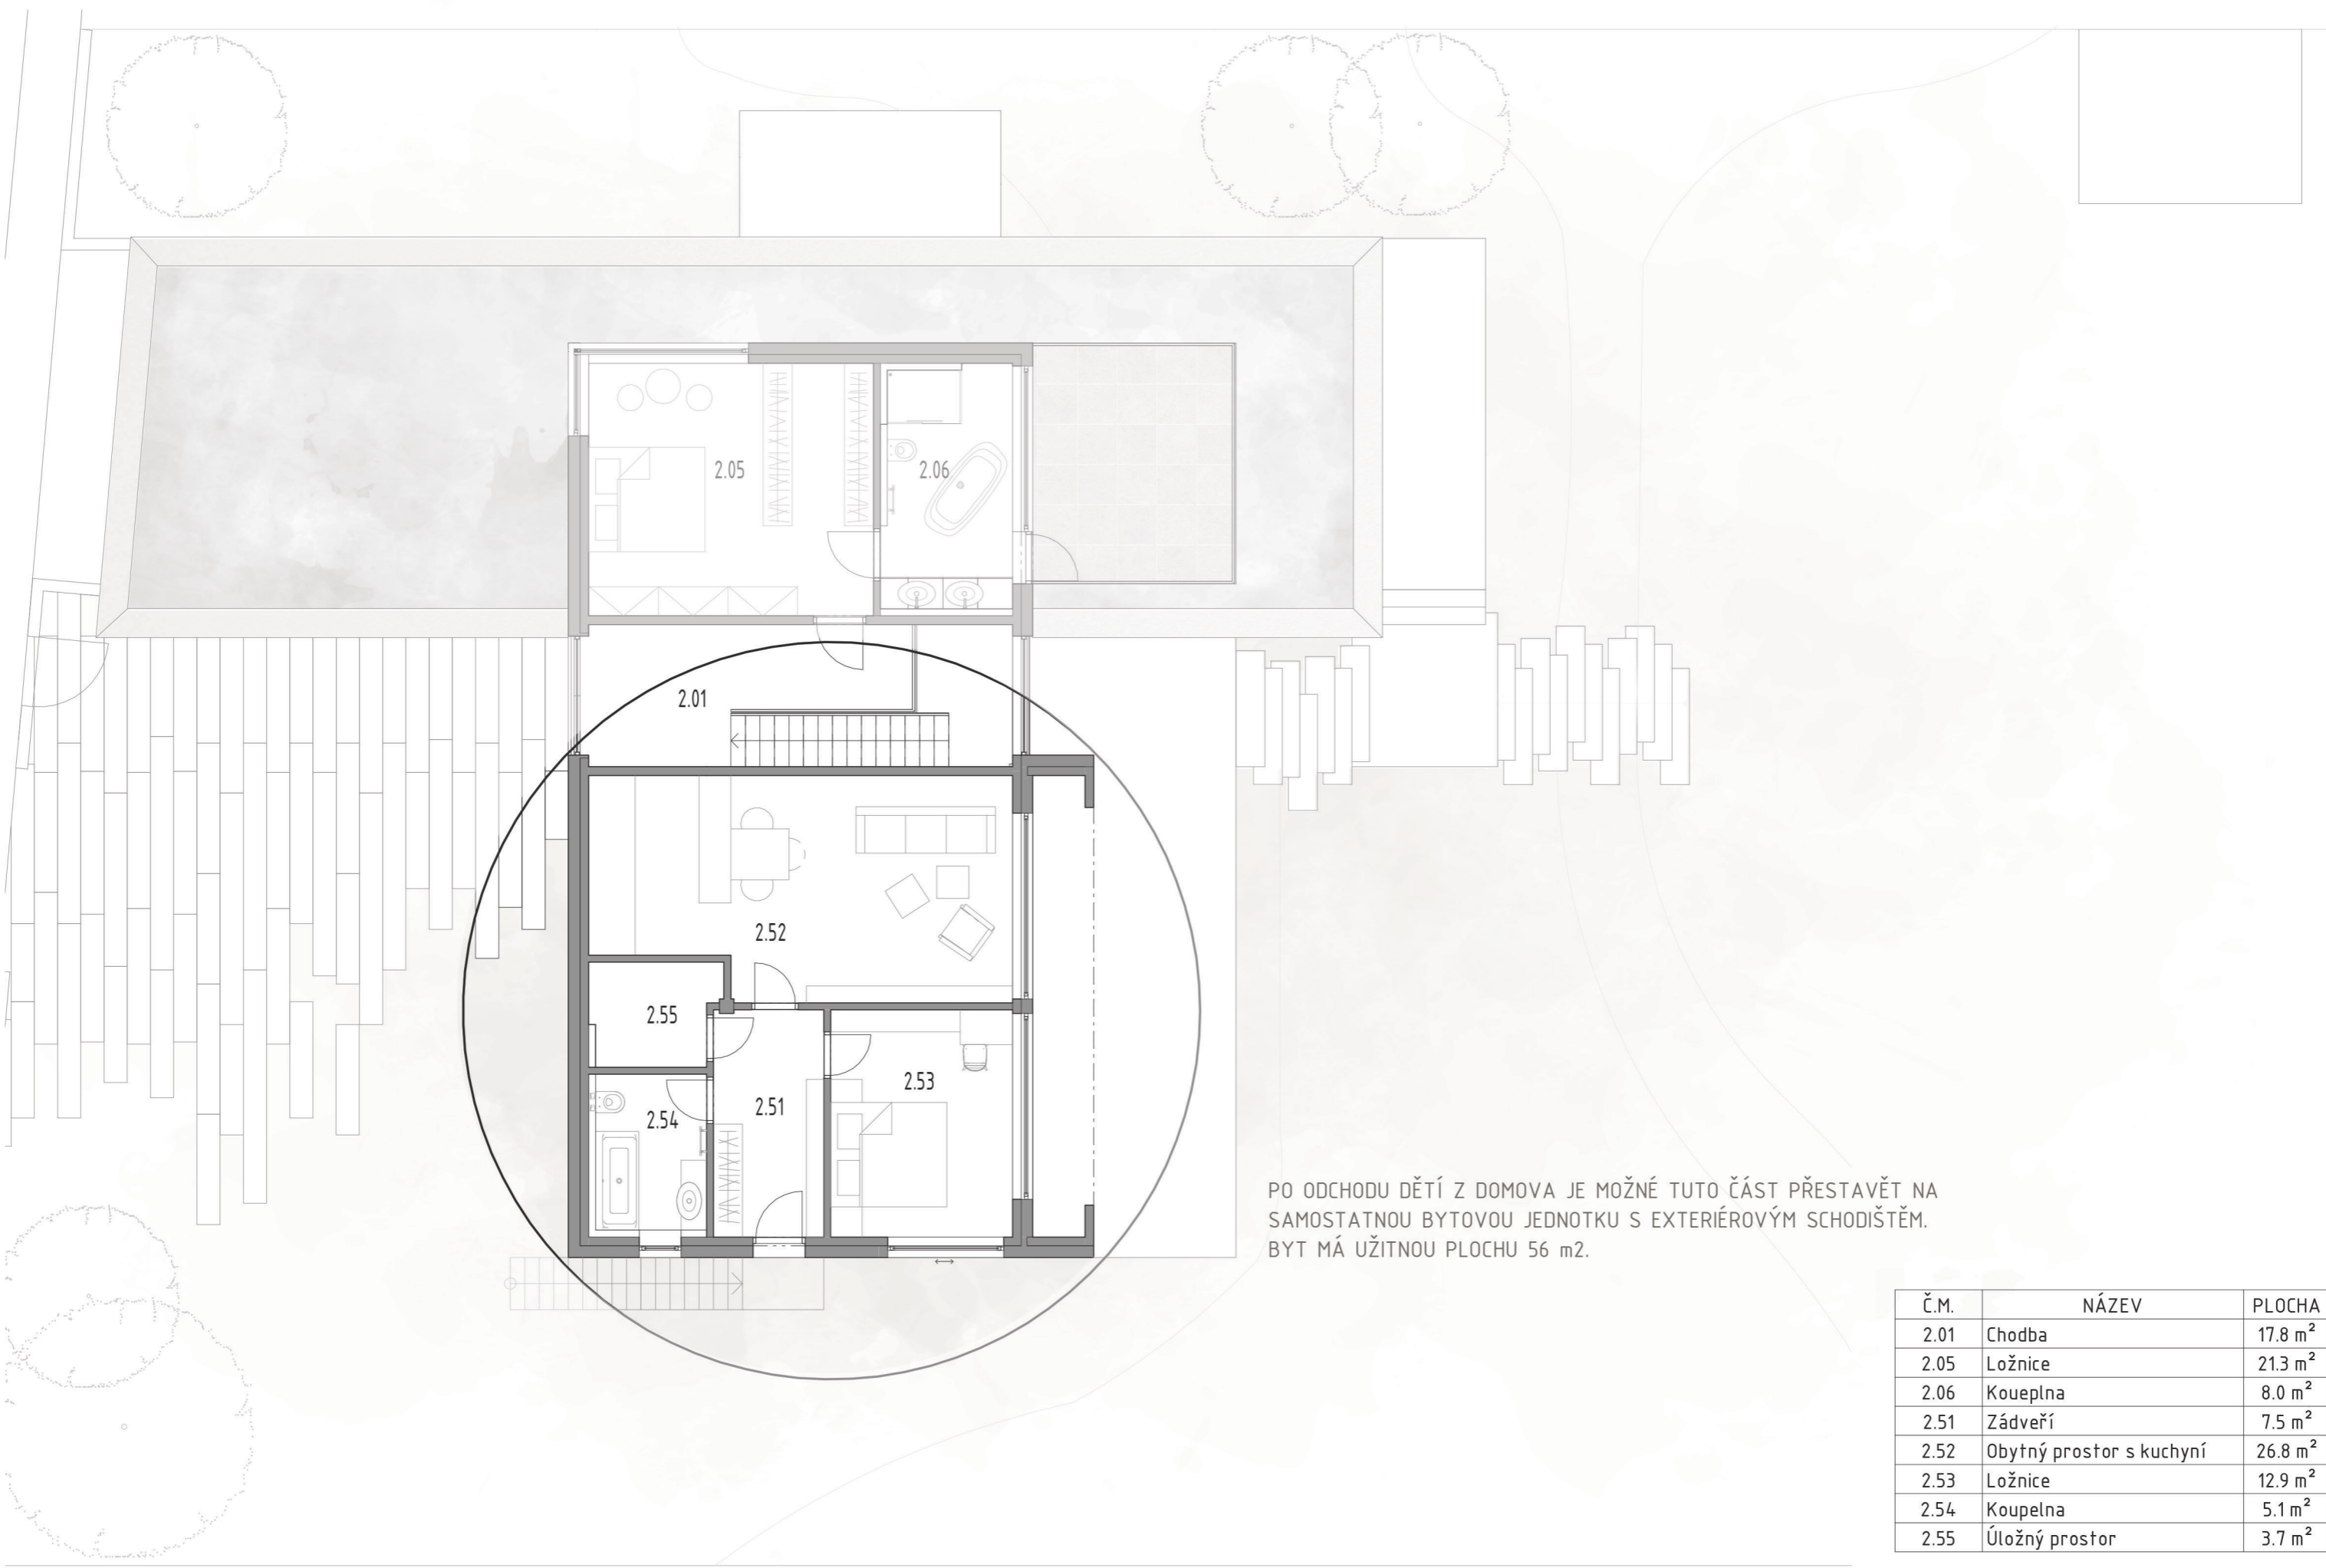 2.05
2.06
2.01
2.52
2.55
2.53
2.51
2.54
PO ODCHODU DĚTÍ Z DOMOVA JE MOŽNÉ TUTO ČÁST PŘESTAVĚT NA
SAMOSTATNOU BYTOVOU JEDNOTKU S EXTERIÉROVÝM SCHODIŠTĚM.
BYT MÁ UŽITNOU PLOCHU 56 m2.
Č.M. NÁZEV PLOCHA
2.01 Chodba 17.8 m²
2.05 Ložnice 21.3 m²
2.06 Koueplna 8.0 m²
2.51 Zádveří 7.5 m²
2.52 Obytný prostor s kuchyní 26.8 m²
2.53 Ložnice 12.9 m²
2.54 Koupelna 5.1 m²
2.55 Úložný prostor 3.7 m²